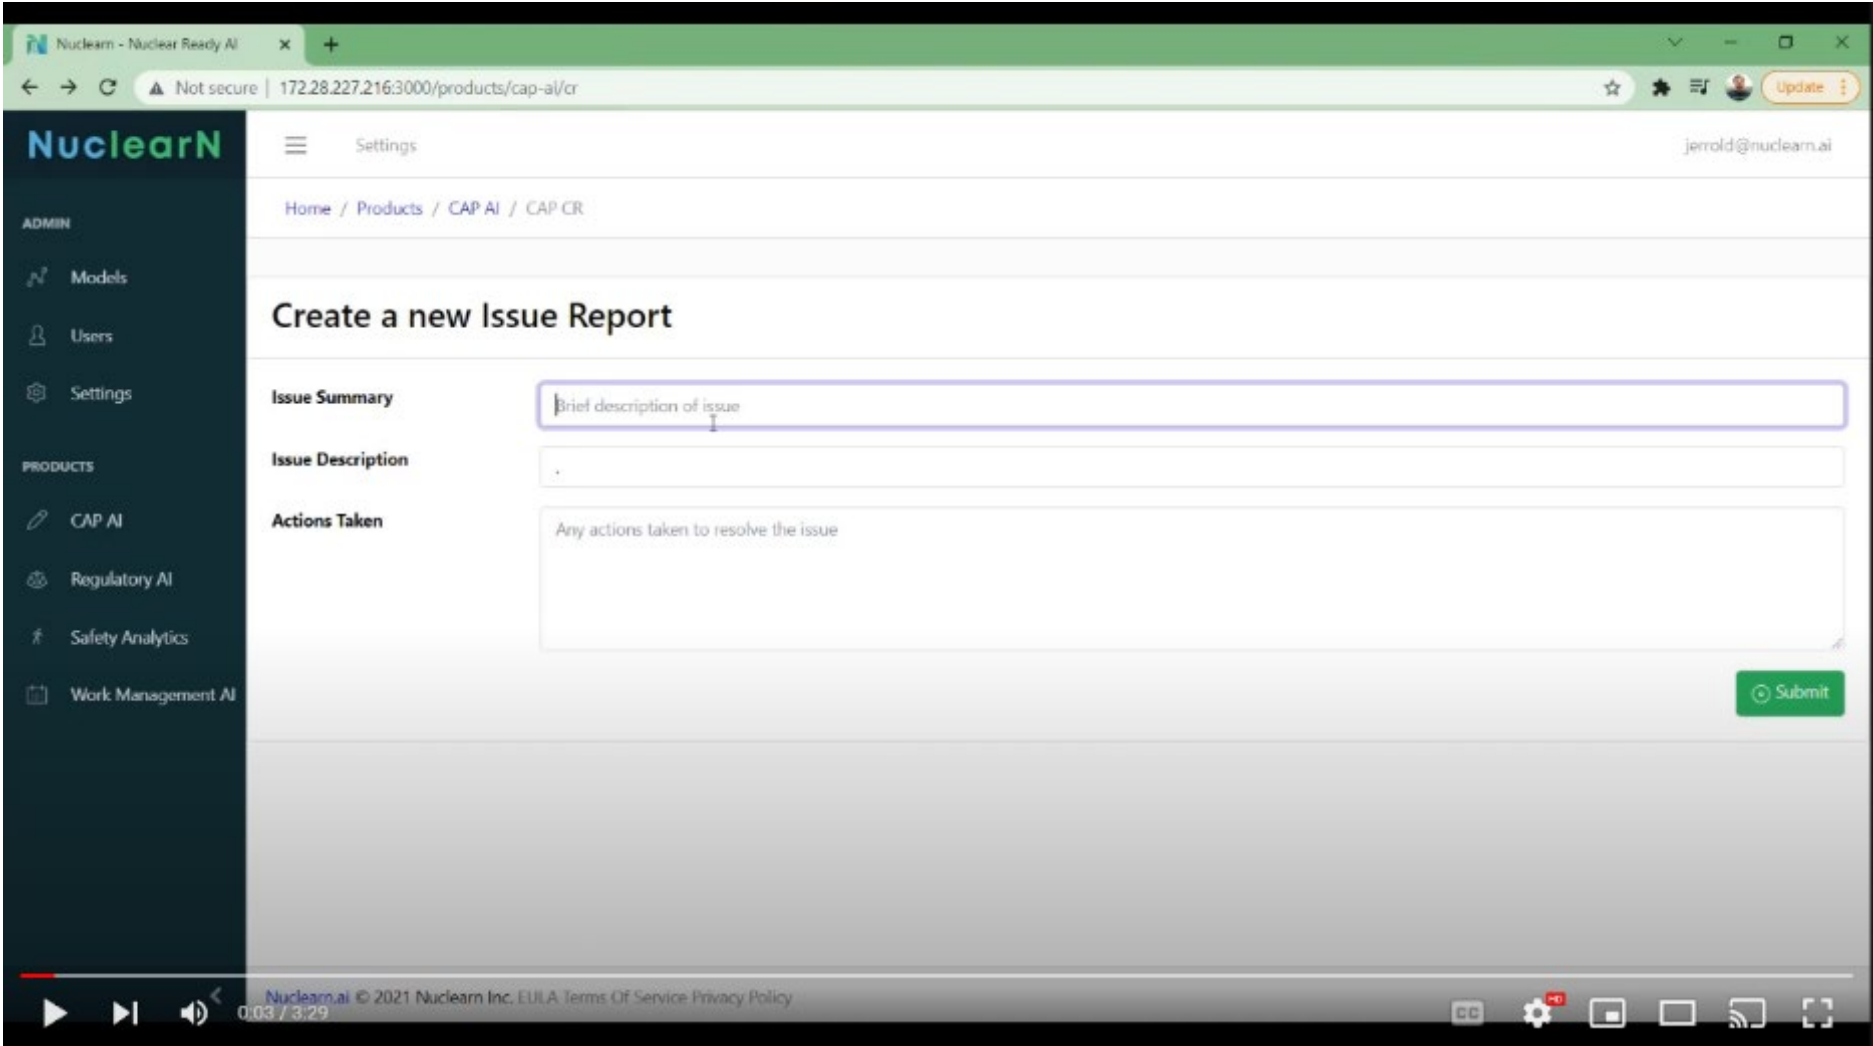 Nuclearn - Nuclear Ready AI
Not secure | 172.28.227.216:3000/products/cap-ai/cr
Update
NuclearN
Settings
jerrold@nuclearn.ai
Home / Products / CAP AI / CAP CR
ADMIN
Models
Users
Settings
PRODUCTS
CAP AI
Regulatory AI
Safety Analytics
Work Management AI
Create a new Issue Report
Issue Summary
Brief description of issue
Issue Description
.
Actions Taken
Any actions taken to resolve the issue
Submit
Nuclearn.ai © 2021 Nuclearn Inc. EULA Terms Of Service Privacy Policy
0:03 / 3:29
CC
HD